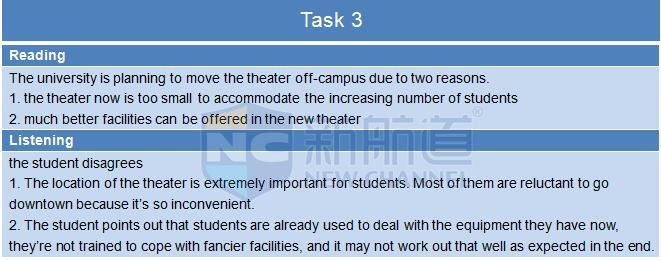 Task 3
Reading
The university is planning to move the theater off-campus due to two reasons.
1. the theater now is too small to accommodate the increasing number of students
2. much better facilities can be offered in the new theater
Listening
the student disagrees
1. The location of the theater is extremely important for students. Most of them are reluctant to go
downtown because it's so inconvenient.
2. The student points out that students are already used to deal with the equipment they have now,
they're not trained to cope with fancier facilities, and it may not work out that well as expected in the end.
NC 新航道®
NEW CHANNEL